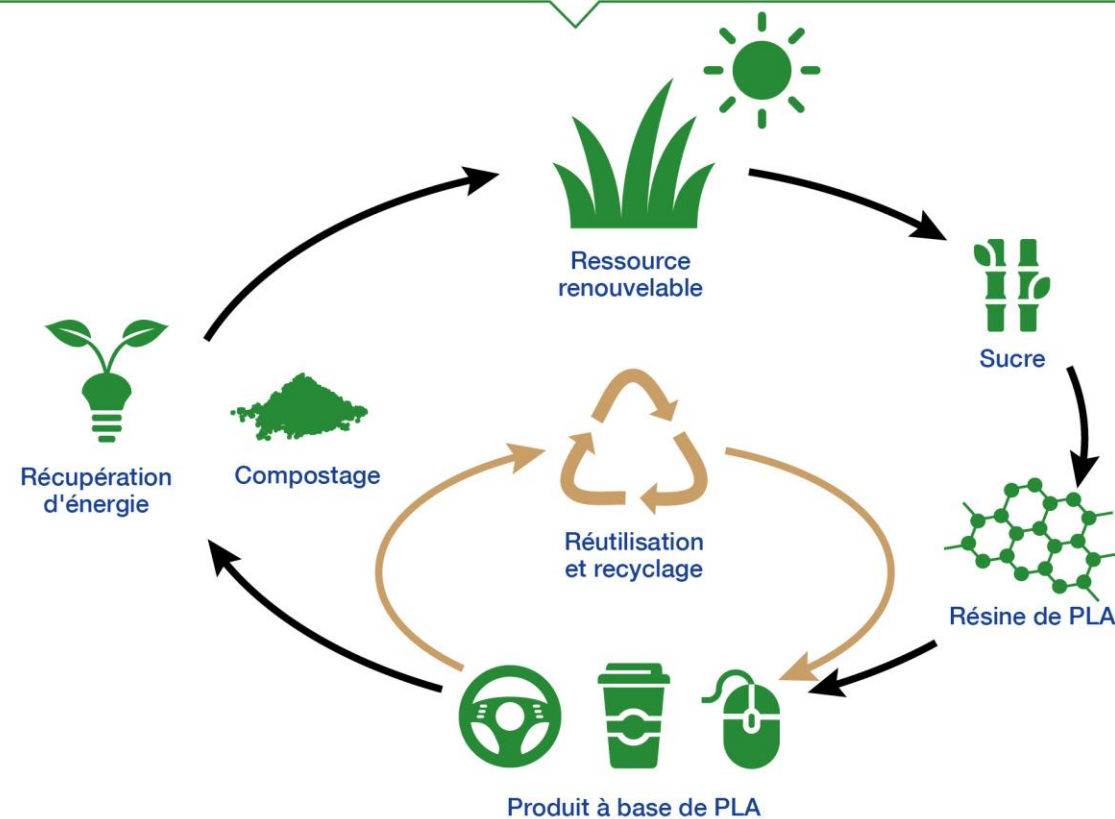 Ressource
renouvelable
Sucre
Résine de PLA
Produit à base de PLA
Récupération
d'énergie
Compostage
Réutilisation
et recyclage